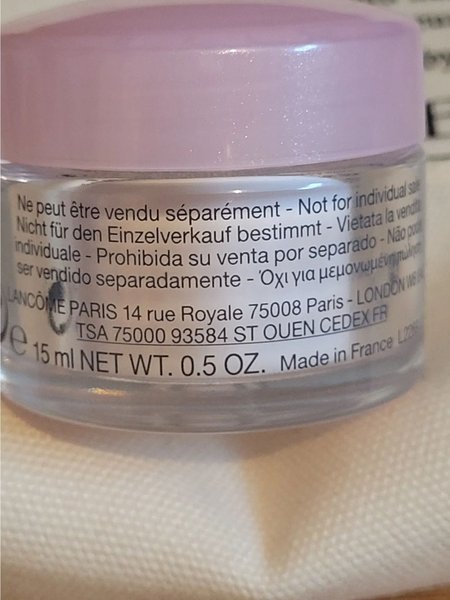 Ne peut être vendu séparément - Not for individual sale
Nicht für den Einzelverkauf bestimmt - Vietata la vendita
individuale - Prohibida su venta por separado - Não pode
ser vendido separadamente - Όχι για μεμονωμένη πώληση
LANCÔME PARIS 14 rue Royale 75008 Paris - LONDON W6
TSA 75000 93584 ST OUEN CEDEX FR
e 15 ml NET WT. 0.5 OZ. Made in France